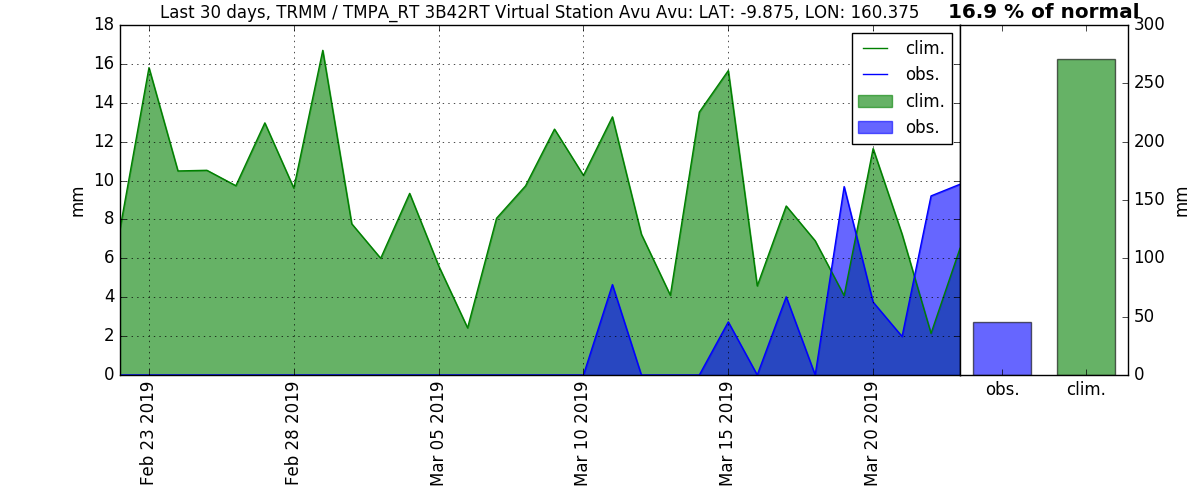 Last 30 days, TRMM / TMPA_RT 3B42RT Virtual Station Avu Avu: LAT: -9.875, LON: 160.375
16.9 % of normal
mm
18
16
14
12
10
8
6
4
2
0
clim.
obs.
clim.
obs.
Feb 23 2019
Feb 28 2019
Mar 05 2019
Mar 10 2019
Mar 15 2019
Mar 20 2019
300
250
200
150
100
50
0
mm
obs.
clim.